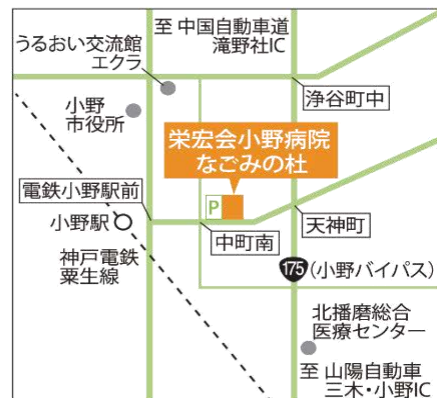 至 中国自動車道
滝野社IC
うるおい交流館
エクラ
小野
市役所
浄谷町中
栄宏会小野病院
なごみの杜
P
電鉄小野駅前
小野駅
中町南
天神町
神戸電鉄
粟生線
175 (小野バイパス)
北播磨総合
医療センター
至 山陽自動車
三木・小野IC